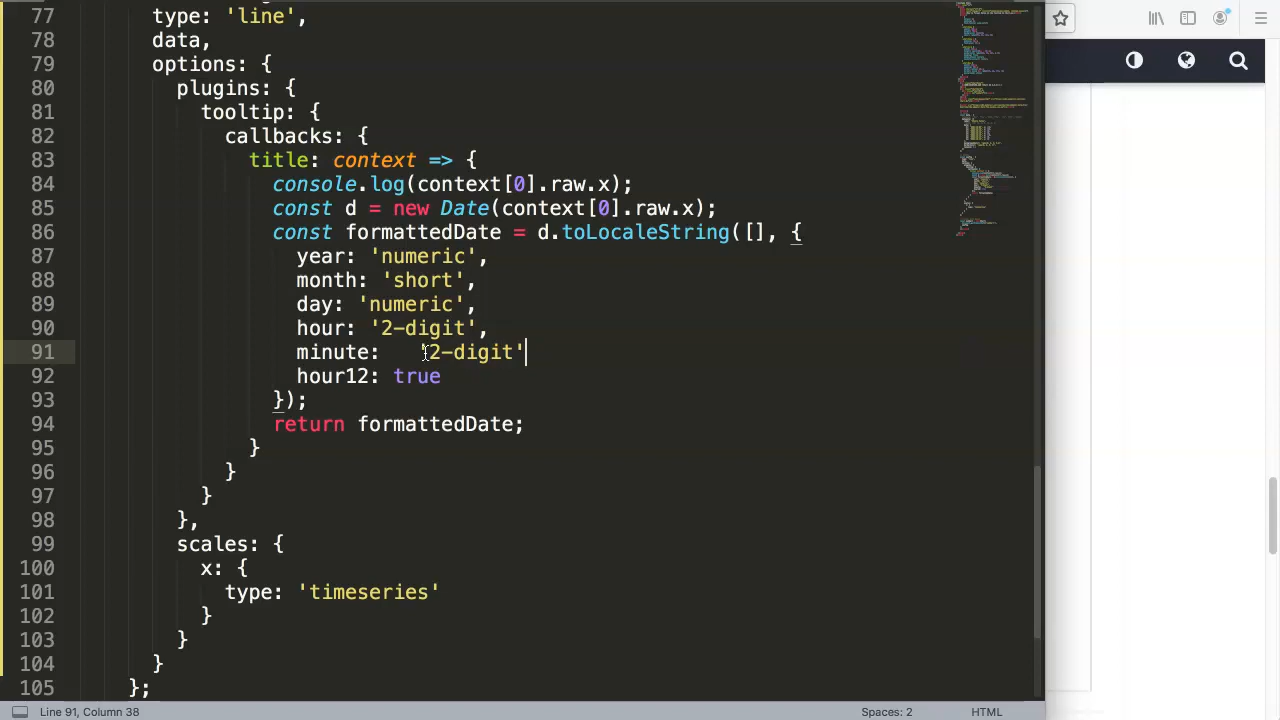 77 type: 'line',
78 data,
79 options: {
80 plugins: {
81 tooltip: {
82 callbacks: {
83 title: context => {
84 console.log(context[0].raw.x);
85 const d = new Date(context[0].raw.x);
86 const formattedDate = d.toLocaleString([], {
87 year: 'numeric',
88 month: 'short',
89 day: 'numeric',
90 hour: '2-digit',
91 minute: '2-digit'
92 hour12: true
93 });
94 return formattedDate;
95 }
96 }
97 }
98 },
99 scales: {
100 x: {
101 type: 'timeseries'
102 }
103 }
104 }
105 };
Line 91, Column 38 Spaces: 2 HTML